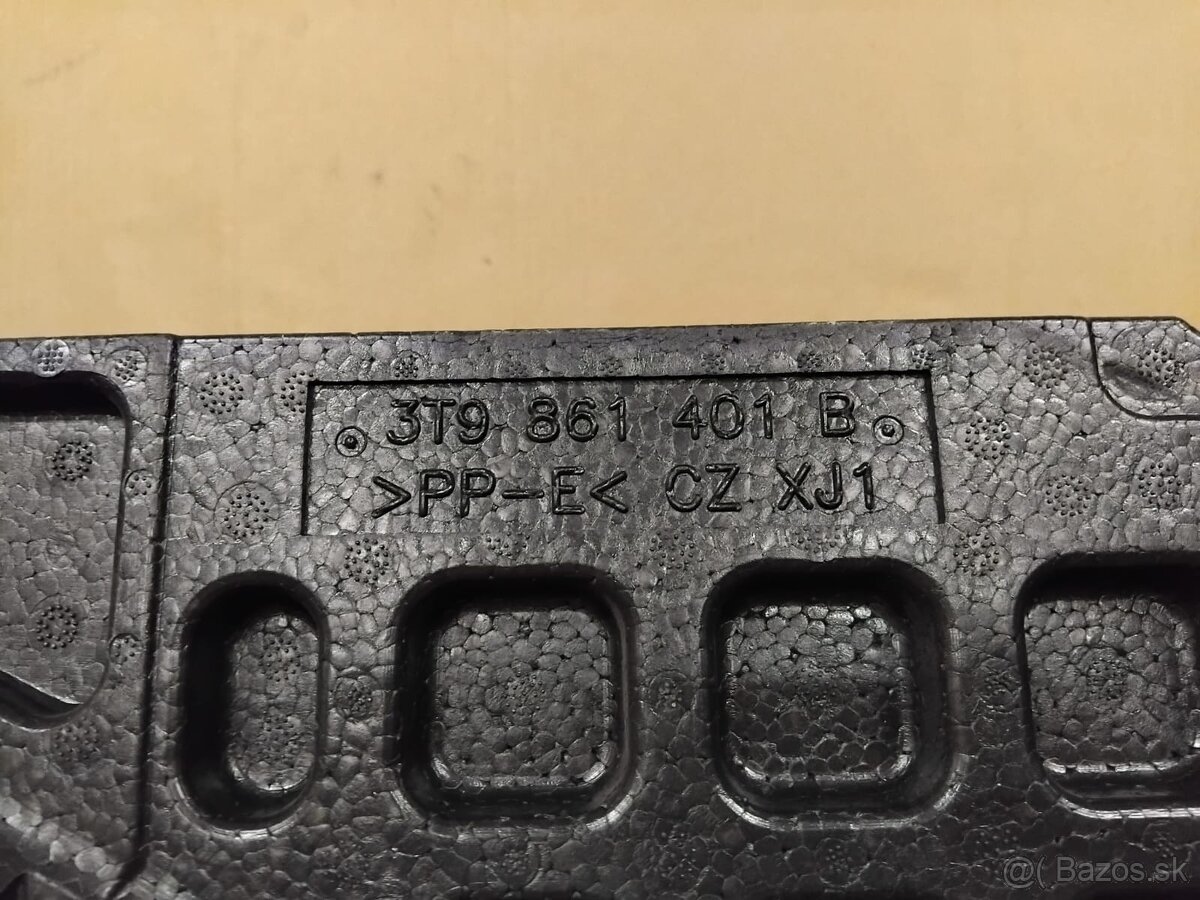 3T9 861 401 B
>PP-E< CZ XJ1
@( Bazos.sk